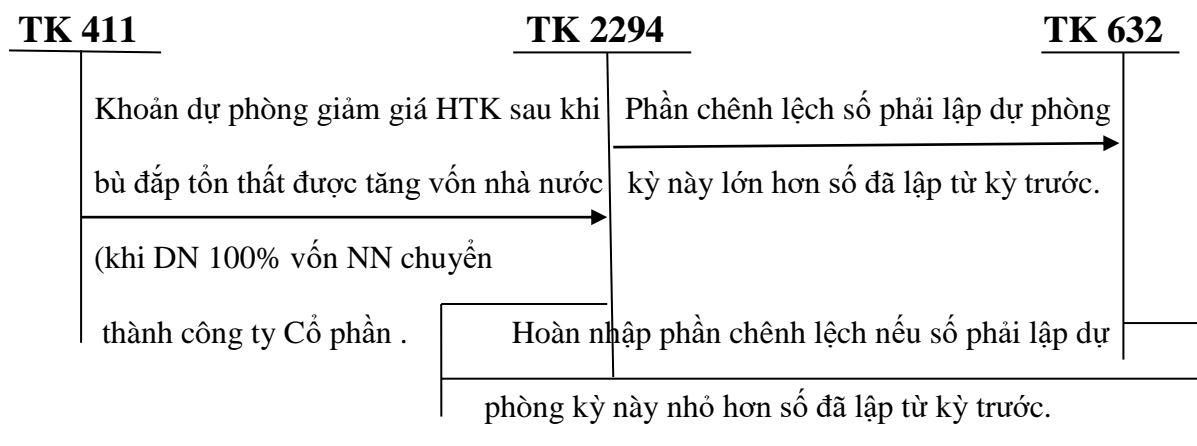 TK 411 TK 2294 TK 632
Khoản dự phòng giảm giá HTK sau khi
bù đắp tổn thất được tăng vốn nhà nước
(khi DN 100% vốn NN chuyển
thành công ty Cổ phần .
Phần chênh lệch số phải lập dự phòng
kỳ này lớn hơn số đã lập từ kỳ trước.
Hoàn nhập phần chênh lệch nếu số phải lập dự
phòng kỳ này nhỏ hơn số đã lập từ kỳ trước.